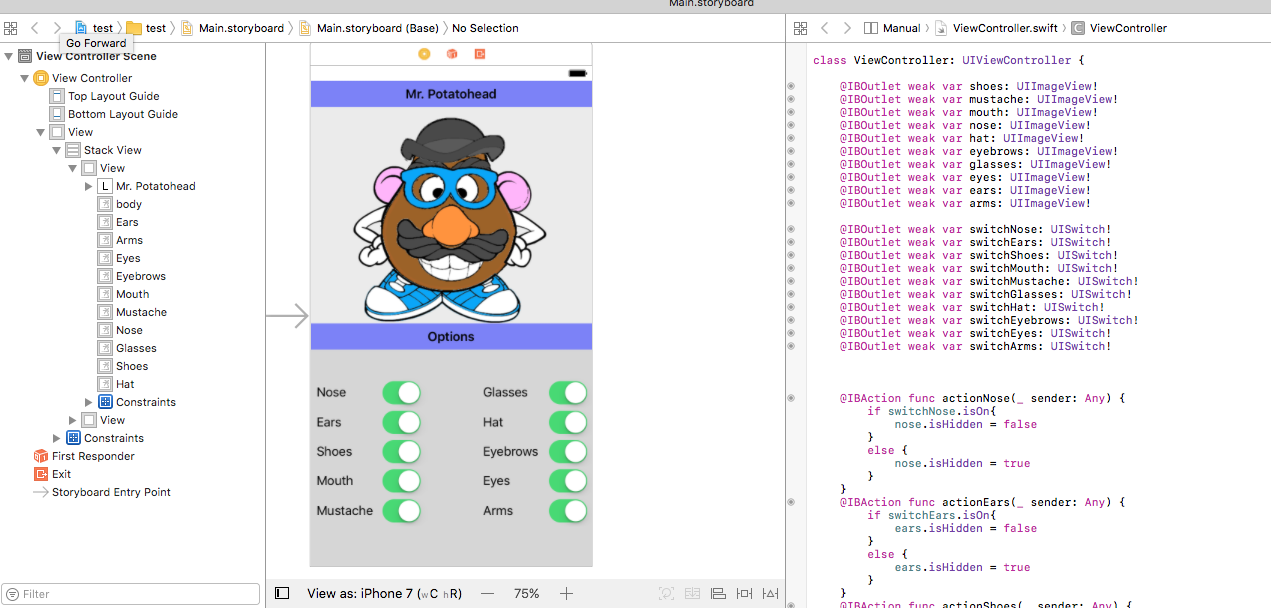 Main.storyboard
test
test
Main.storyboard
Main.storyboard (Base)
No Selection
Go Forward
View Controller Scene
View Controller
Top Layout Guide
Bottom Layout Guide
View
Stack View
View
L Mr. Potatohead
body
Ears
Arms
Eyes
Eyebrows
Mouth
Mustache
Nose
Glasses
Shoes
Hat
Constraints
View
Constraints
First Responder
Exit
Storyboard Entry Point
Filter
Mr. Potatohead
Options
Nose
Glasses
Ears
Hat
Shoes
Eyebrows
Mouth
Eyes
Mustache
Arms
View as: iPhone 7 (wC hR)
75%
Manual
ViewController.swift
C ViewController
class ViewController: UIViewController {
@IBOutlet weak var shoes: UIImageView!
@IBOutlet weak var mustache: UIImageView!
@IBOutlet weak var mouth: UIImageView!
@IBOutlet weak var nose: UIImageView!
@IBOutlet weak var hat: UIImageView!
@IBOutlet weak var eyebrows: UIImageView!
@IBOutlet weak var glasses: UIImageView!
@IBOutlet weak var eyes: UIImageView!
@IBOutlet weak var ears: UIImageView!
@IBOutlet weak var arms: UIImageView!
@IBOutlet weak var switchNose: UISwitch!
@IBOutlet weak var switchEars: UISwitch!
@IBOutlet weak var switchShoes: UISwitch!
@IBOutlet weak var switchMouth: UISwitch!
@IBOutlet weak var switchMustache: UISwitch!
@IBOutlet weak var switchGlasses: UISwitch!
@IBOutlet weak var switchHat: UISwitch!
@IBOutlet weak var switchEyebrows: UISwitch!
@IBOutlet weak var switchEyes: UISwitch!
@IBOutlet weak var switchArms: UISwitch!
@IBAction func actionNose(_ sender: Any) {
if switchNose.isOn{
nose.isHidden = false
}
else {
nose.isHidden = true
}
}
@IBAction func actionEars(_ sender: Any) {
if switchEars.isOn{
ears.isHidden = false
}
else {
ears.isHidden = true
}
}
@IBAction func actionShoes(_ sender: Any) {